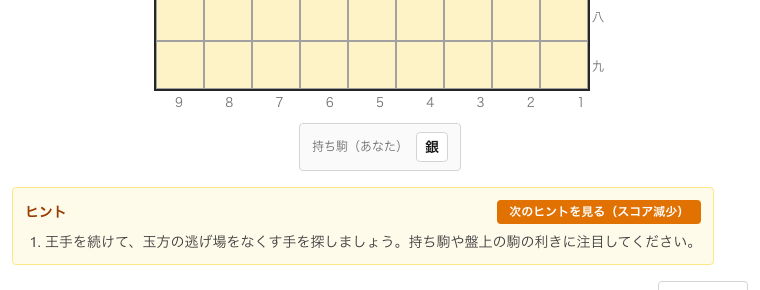 八
九
9 8 7 6 5 4 3 2 1
持ち駒（あなた） 銀
ヒント 次のヒントを見る（スコア減少）
1. 王手を続けて、玉方の逃げ場をなくす手を探しましょう。持ち駒や盤上の駒の利きに注目してください。